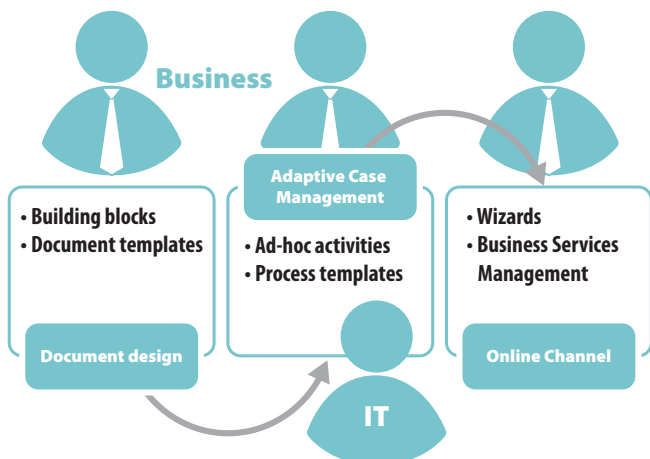 Business
• Building blocks
• Document templates
Document design
Adaptive Case
Management
• Ad-hoc activities
• Process templates
IT
• Wizards
• Business Services
Management
Online Channel